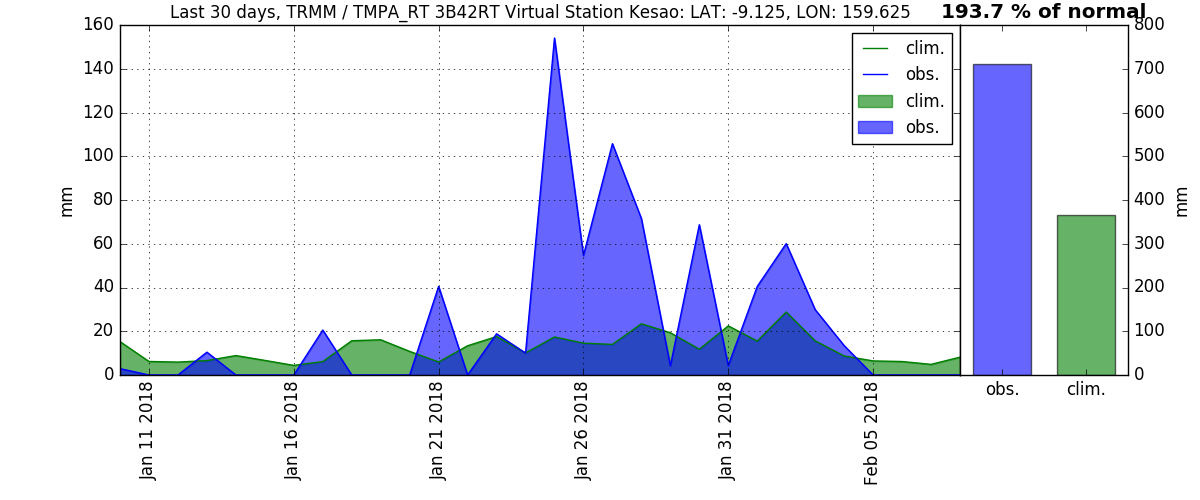 Last 30 days, TRMM / TMPA_RT 3B42RT Virtual Station Kesao: LAT: -9.125, LON: 159.625
193.7 % of normal
160
140
120
100
80
60
40
20
0
mm
clim.
obs.
clim.
obs.
800
700
600
500
400
300
200
100
0
mm
Jan 11 2018
Jan 16 2018
Jan 21 2018
Jan 26 2018
Jan 31 2018
Feb 05 2018
obs.
clim.